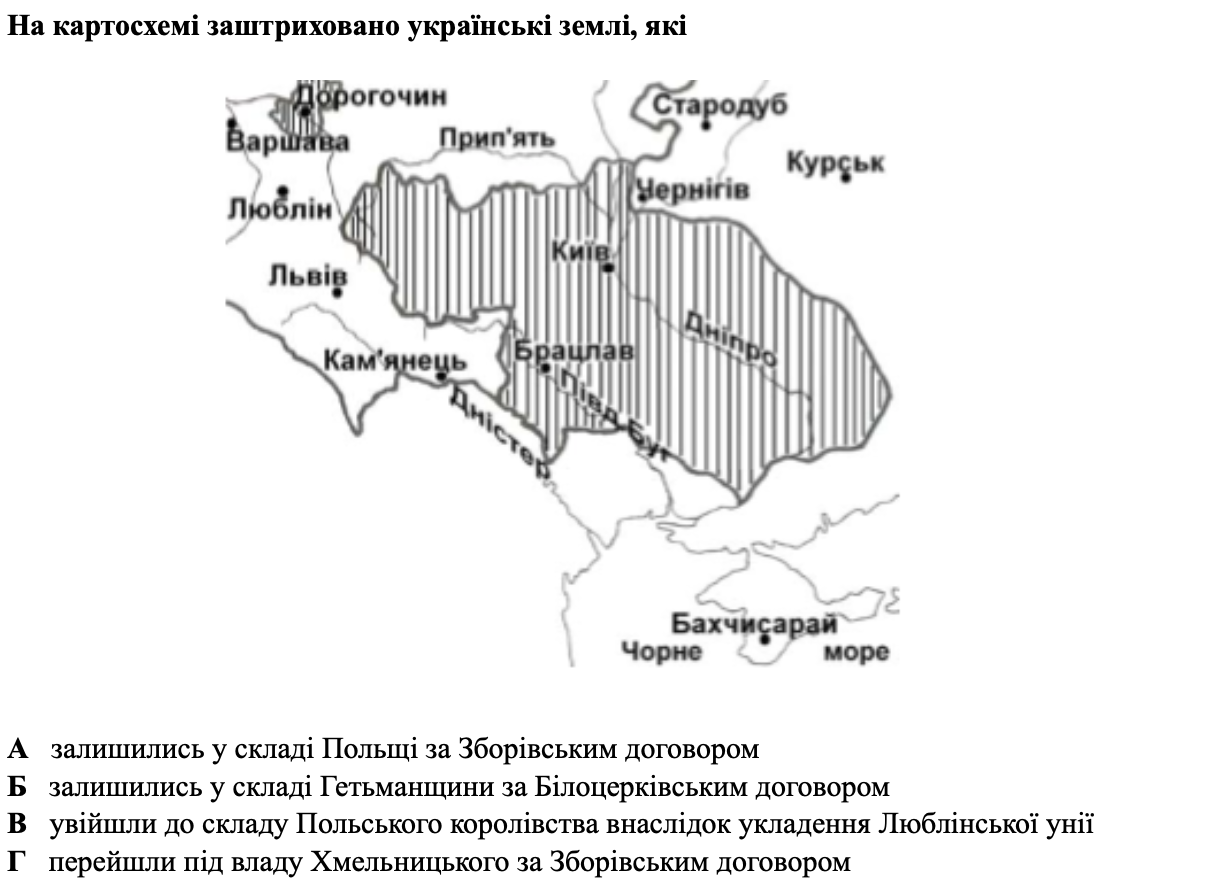 На картосхемі заштриховано українські землі, які
Дорогочин
Стародуб
Варшава
Прип'ять
Курськ
Чернігів
Люблін
Київ
Львів
Дніпро
Брацлав
Кам'янець
Півд. Буг
Дністер
Бахчисарай
Чорне море
А залишились у складі Польщі за Зборівським договором
Б залишились у складі Гетьманщини за Білоцерківським договором
В увійшли до складу Польського королівства внаслідок укладення Люблінської унії
Г перейшли під владу Хмельницького за Зборівським договором